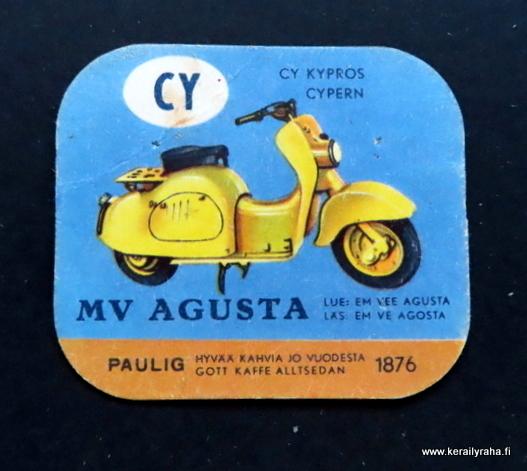 CY
CY KYPROS
CYPERN
MV AGUSTA
LUE: EM VEE AGUSTA
LÄS: EM VE AGOSTA
PAULIG
HYVÄÄ KAHVIA JO VUODESTA
GOTT KAFFE ALLTSEDAN
1876
www.kerailyraha.fi